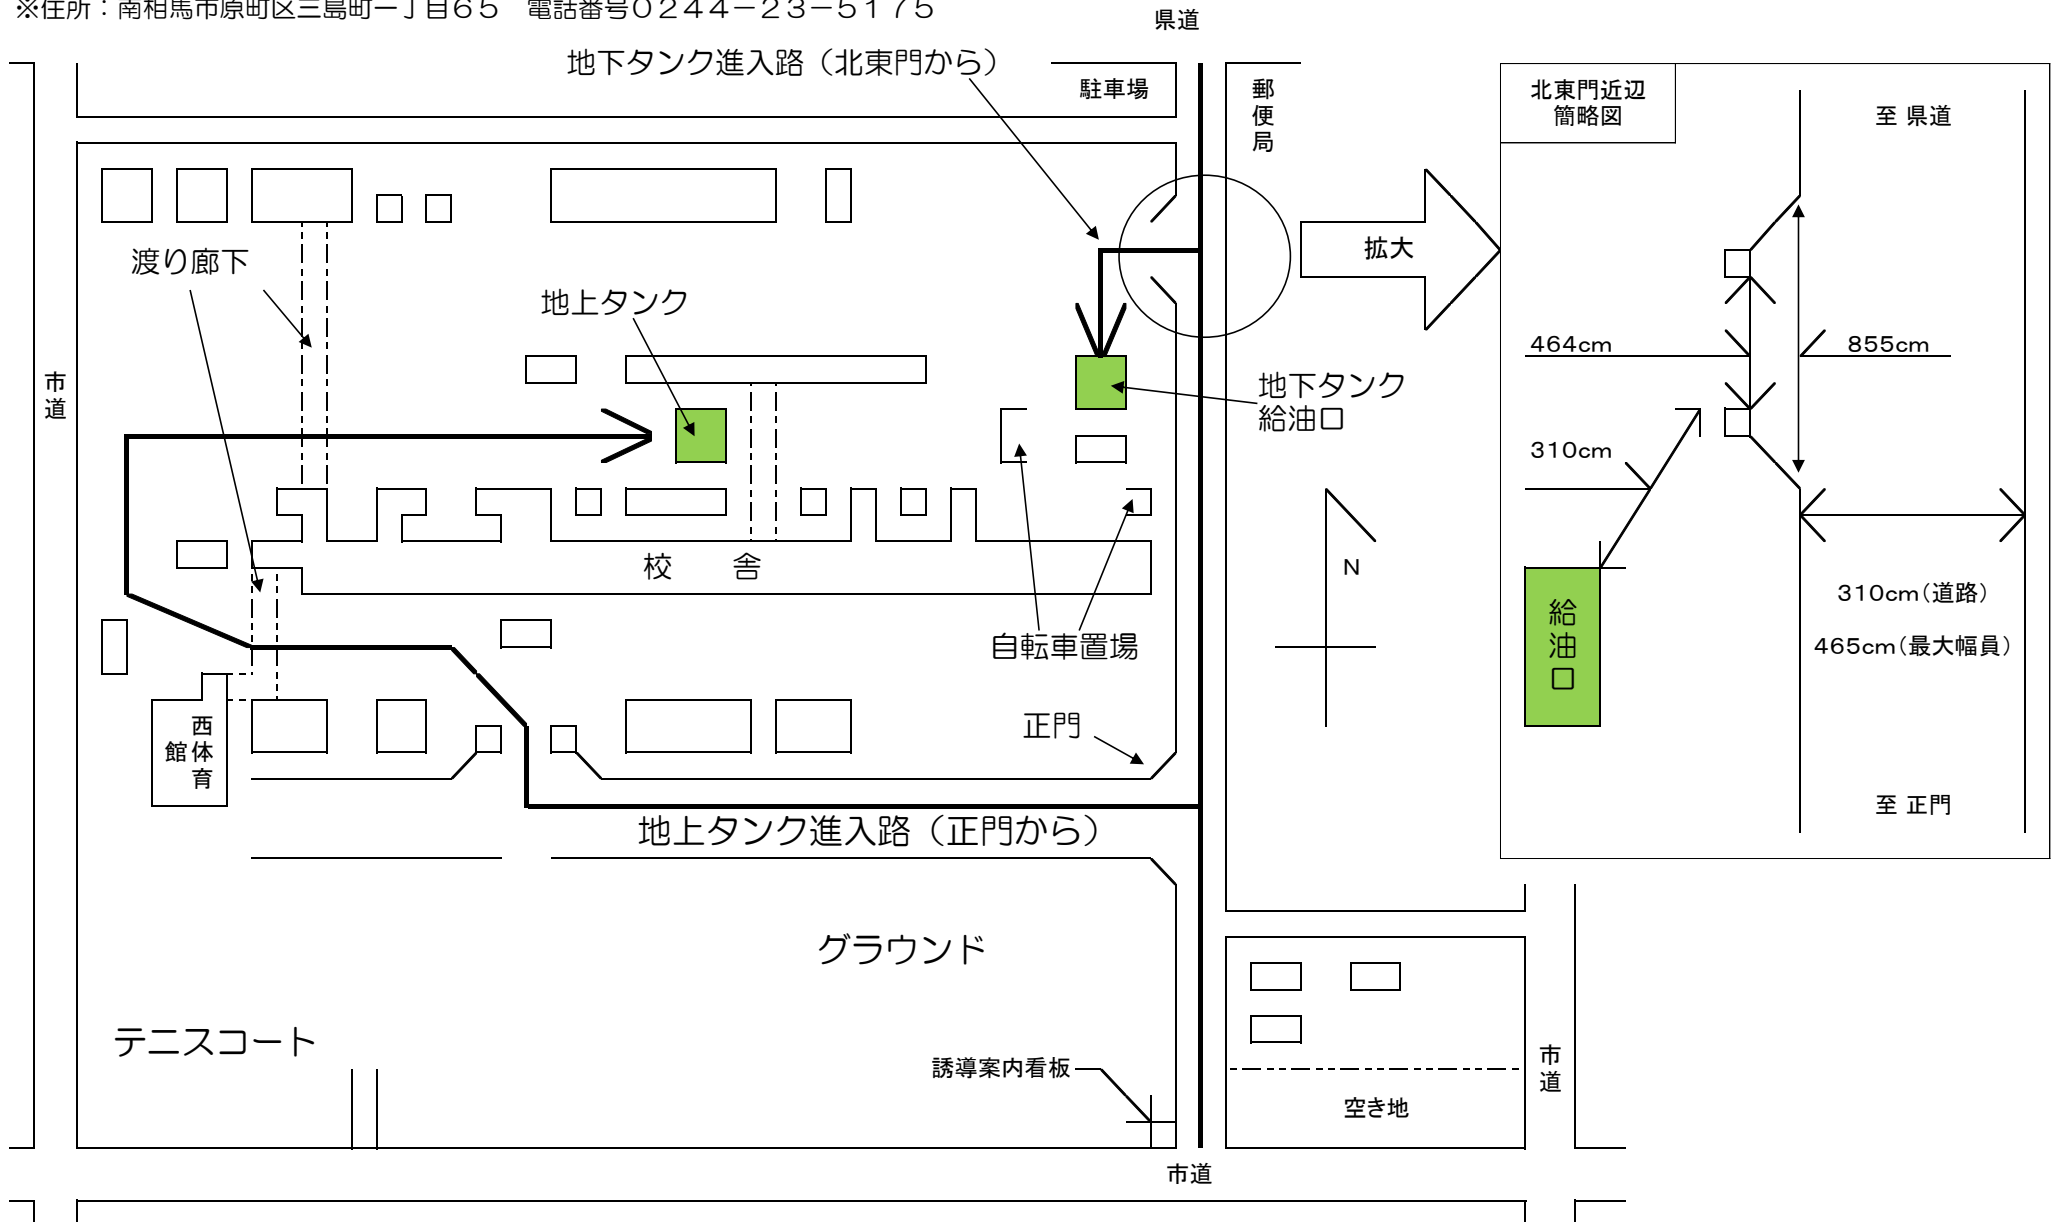 ※住所：南相馬市原町区三島町一丁目６５　電話番号０２４４－２３－５１７５
県道
地下タンク進入路（北東門から）
駐車場
郵便局
北東門近辺
簡略図
至 県道
拡大
渡り廊下
地上タンク
464cm
855cm
市道
地下タンク
給油口
310cm
校　　舎
N
310cm（道路）
給油口
自転車置場
465cm（最大幅員）
正門
西体育
館
至 正門
地上タンク進入路（正門から）
グラウンド
テニスコート
誘導案内看板
市道
空き地
市道